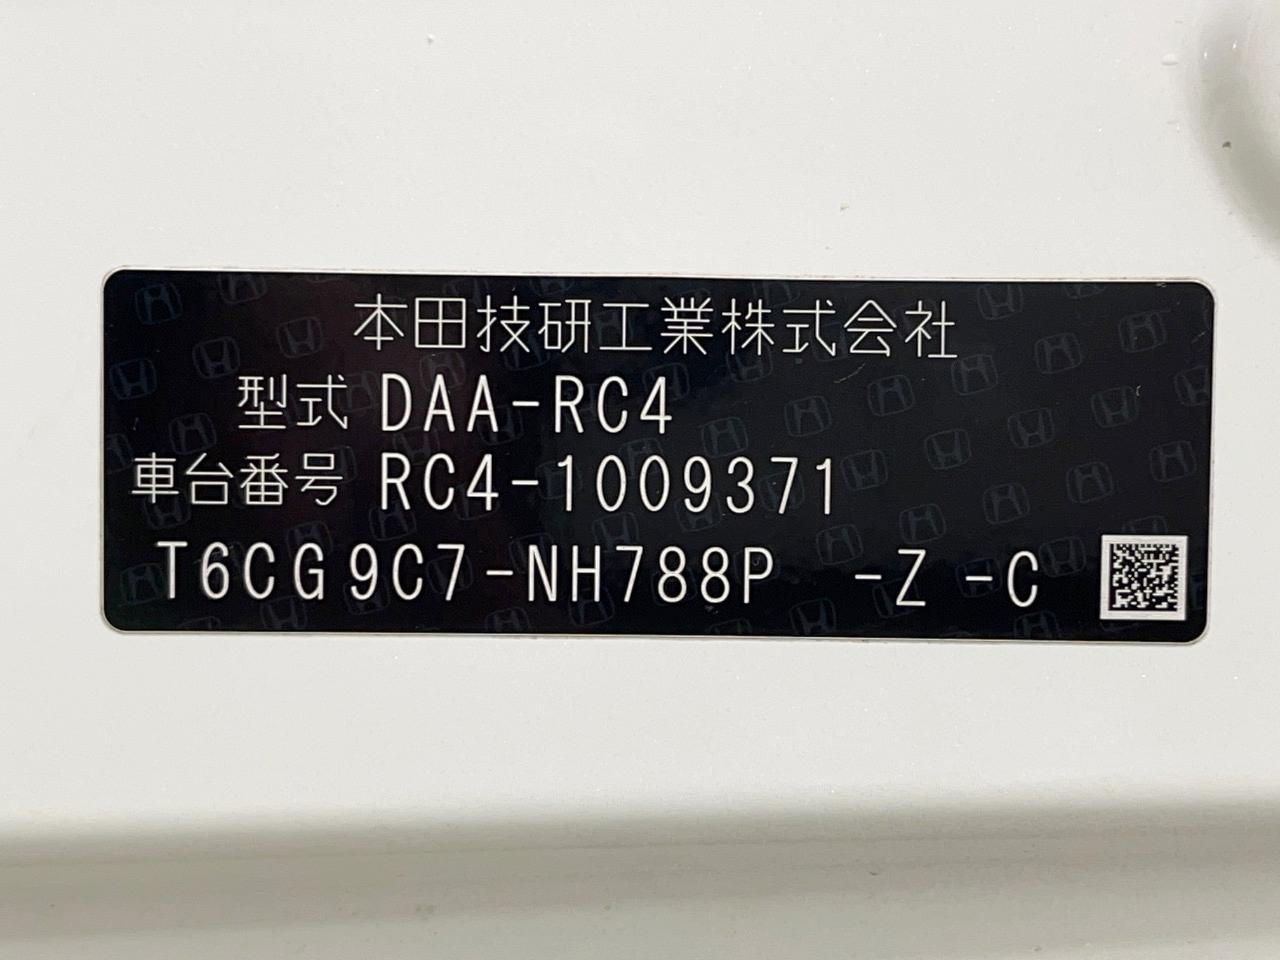 本田技研工業株式会社
型式 DAA-RC4
車台番号 RC4-1009371
T6CG9C7-NH788P -Z -C